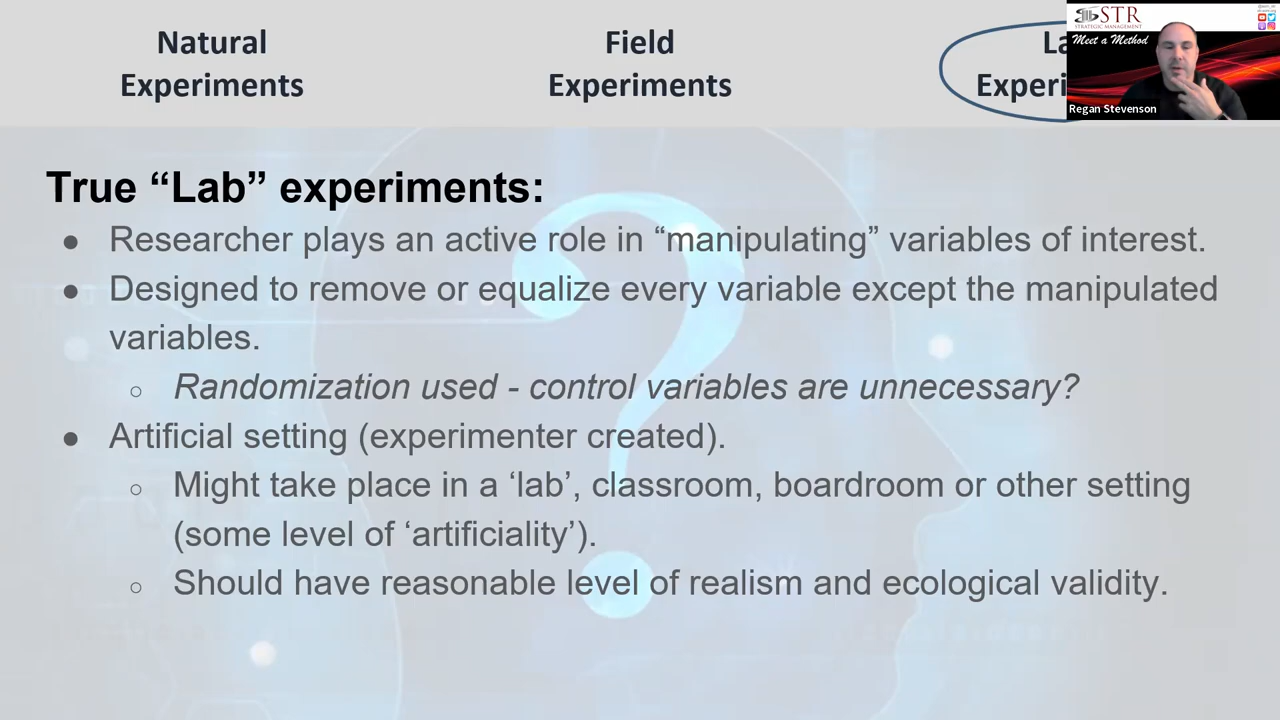 Natural
Experiments
Field
Experiments
STR
STRATEGIC MANAGEMENT
Meet a Method
Regan Stevenson
True “Lab” experiments:
● Researcher plays an active role in “manipulating” variables of interest.
● Designed to remove or equalize every variable except the manipulated
variables.
○ Randomization used - control variables are unnecessary?
● Artificial setting (experimenter created).
○ Might take place in a ‘lab’, classroom, boardroom or other setting
(some level of ‘artificiality’).
○ Should have reasonable level of realism and ecological validity.